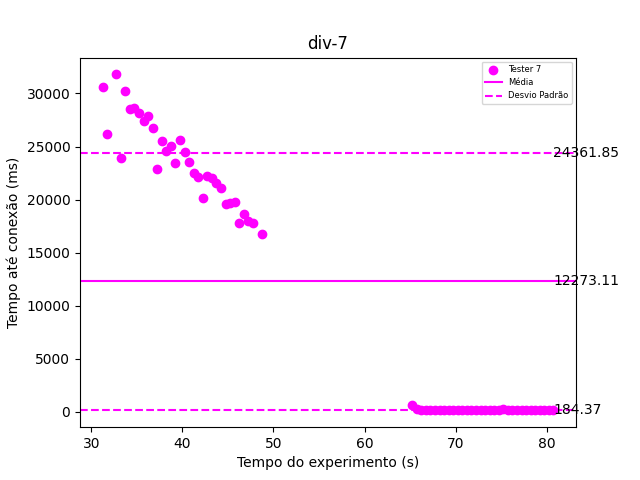 div-7
Tester 7
Média
Desvio Padrão
30000
25000
20000
15000
10000
5000
0
24361.85
12273.11
184.37
Tempo até conexão (ms)
30
40
50
60
70
80
Tempo do experimento (s)